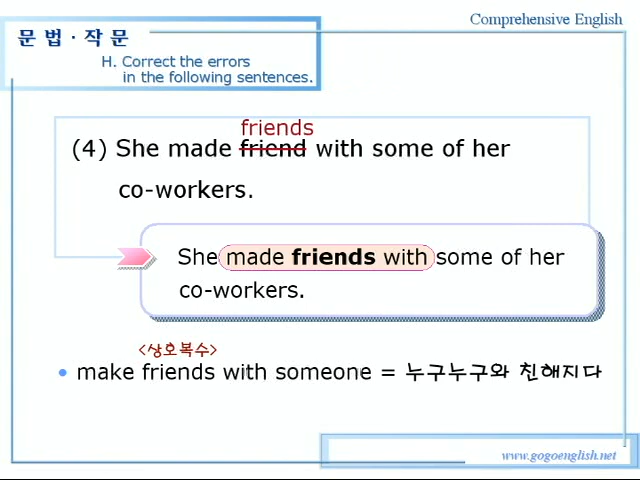 Comprehensive English
문 법 · 작 문
H. Correct the errors
in the following sentences.
friends
(4) She made friend with some of her
co-workers.
She made friends with some of her
co-workers.
<상호복수>
• make friends with someone = 누구누구와 친해지다
www.gogoenglish.net